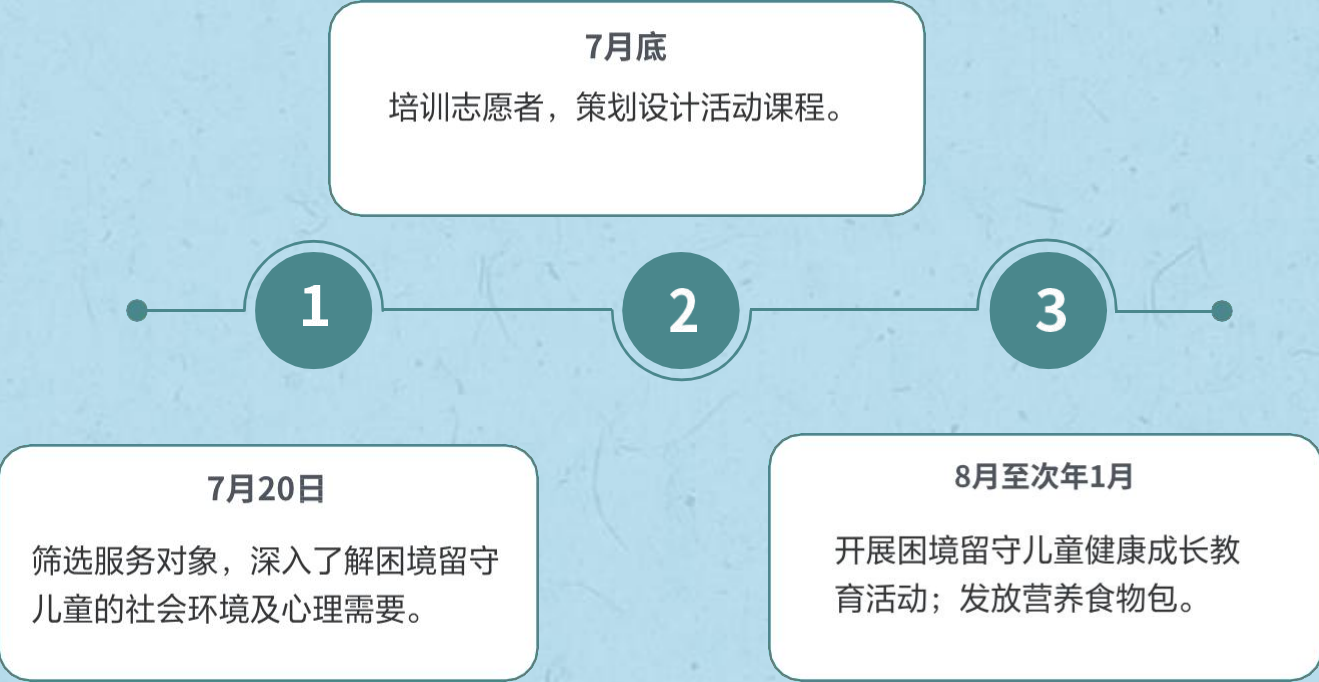 7月底
培训志愿者，策划设计活动课程。
1
2
3
7月20日
筛选服务对象，深入了解困境留守
儿童的社会环境及心理需要。
8月至次年1月
开展困境留守儿童健康成长教
育活动；发放营养食物包。